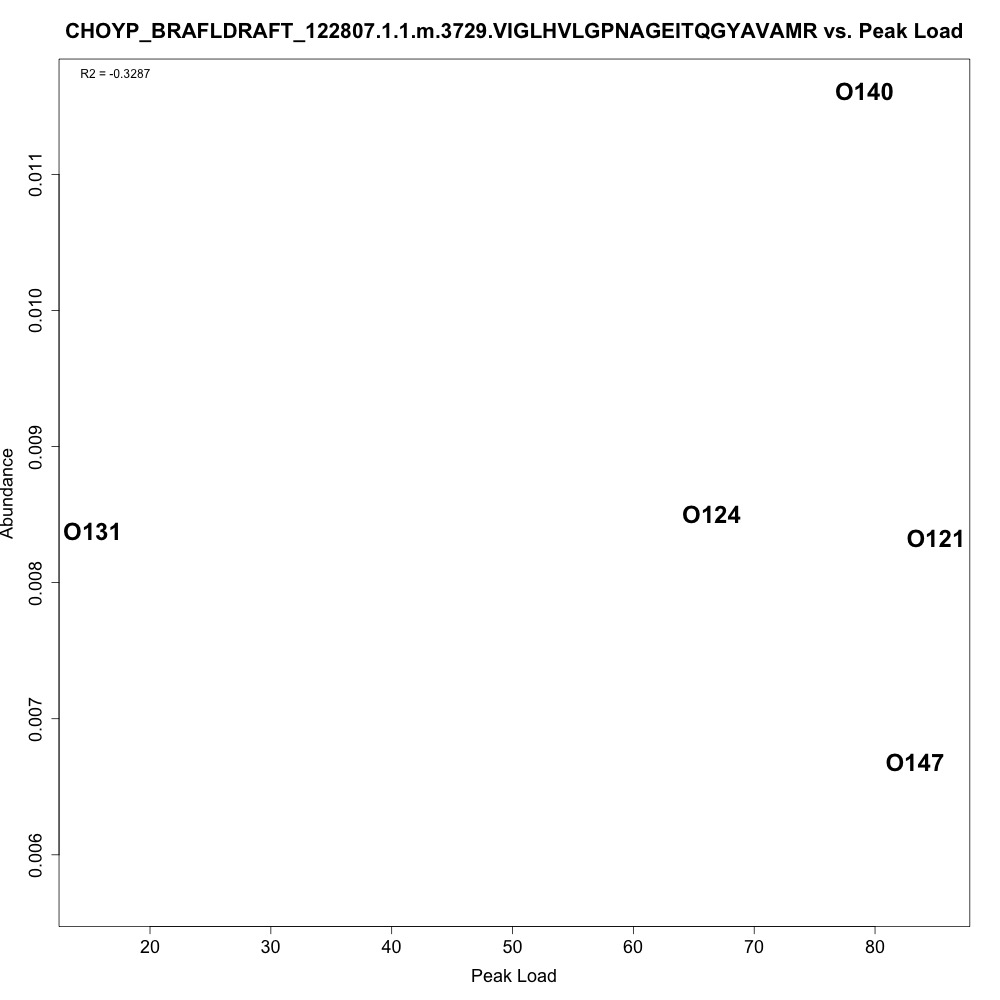 CHOYP_BRAFLDRAFT_122807.1.1.m.3729.VIGLHVLGPNAGEITQGYAVAMR vs. Peak Load
R2 = -0.3287
O140
0.011
0.010
0.009
Abundance
O124
O131
O121
0.008
0.007
O147
0.006
20 30 40 50 60 70 80
Peak Load